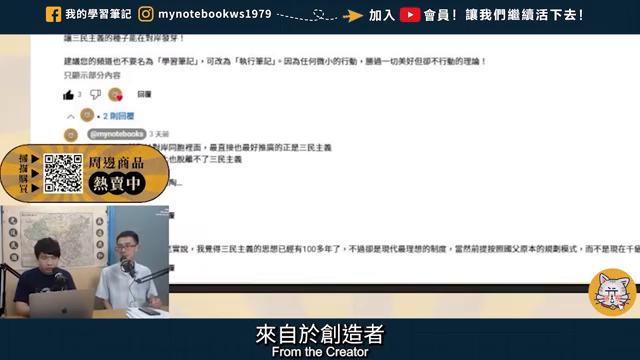 我的學習筆記 mynotebookws1979 加入 會員！讓我們繼續活下去！
讓三民主義的種子能在對岸發芽！
建議您的頻道也不要名為「學習筆記」，可改為「執行筆記」。因為任何微小的行動，勝過一切美好但卻不行動的理論！
只顯示部分內容
3 回覆
2 則回覆
@mynotebooks 3 天前
對岸同胞裡面，最直接也最好推廣的正是三民主義
也脫離不了三民主義
掃描購買
周邊商品
熱賣中
實說，我覺得三民主義的思想已經有100多年了，不過卻是現代最理想的制度，當然前提按照國父原本的規劃模式，而不是現在千瘡
來自於創造者
From the Creator